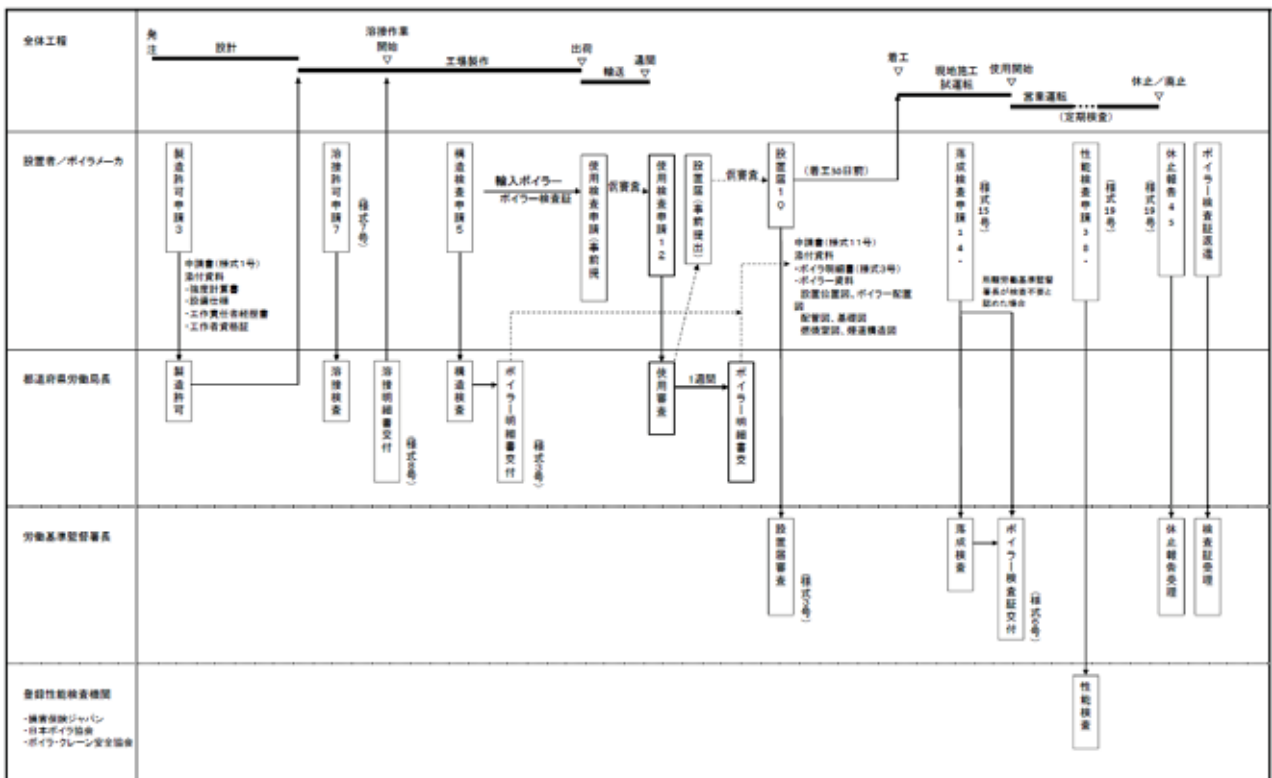 全体工程
発注
設計
溶接作業
開始
工場製作
出荷
輸送
通関
着工
現地施工
試運転
使用開始
営業運転
(定期検査)
休止/廃止
設置者/ボイラメーカ
製造許可申請3
申請書(様式1号)
添付資料
・強度計算書
・設備仕様
・工作責任者経歴書
・工作者資格証
溶接許可申請7
(様式7号)
構造検査申請5
輸入ボイラー
ボイラー検査証
使用検査申請(事前提
仮審査
使用検査申請12
設置届(事前提出)
仮審査
設置届10
(着工30日前)
申請書(様式11号)
添付資料
・ボイラ明細書(様式3号)
・ボイラー資料
設置位置図、ボイラー配置
図
配管図、基礎図
燃焼室図、煙道構造図
落成検査申請14-
(様式15号)
所轄労働基準監督
署長が検査不要と
認めた場合
性能検査申請38-
(様式19号)
休止報告45
(様式19号)
ボイラー検査証返還
都道府県労働局長
製造許可
溶接検査
溶接明細書交付
(様式8号)
構造検査
ボイラー明細書交付
(様式3号)
使用審査
1週間
ボイラー明細書交
労働基準監督署長
設置届審査
(様式3号)
落成検査
ボイラー検査証交付
(様式6号)
休止報告受理
検査証受理
登録性能検査機関
・損害保険ジャパン
・日本ボイラ協会
・ボイラ・クレーン安全協会
性能検査